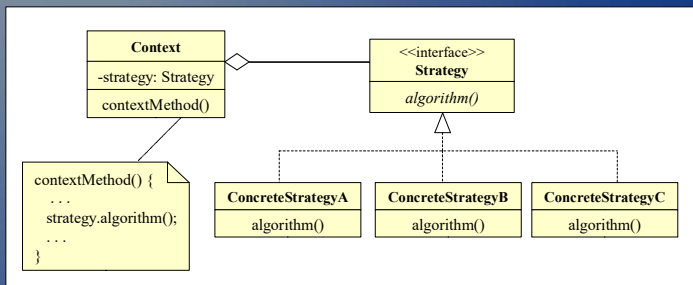 Context
-strategy: Strategy
contextMethod()
<<interface>>
Strategy
algorithm()
contextMethod() {
. . .
strategy.algorithm();
. . .
}
ConcreteStrategyA
algorithm()
ConcreteStrategyB
algorithm()
ConcreteStrategyC
algorithm()